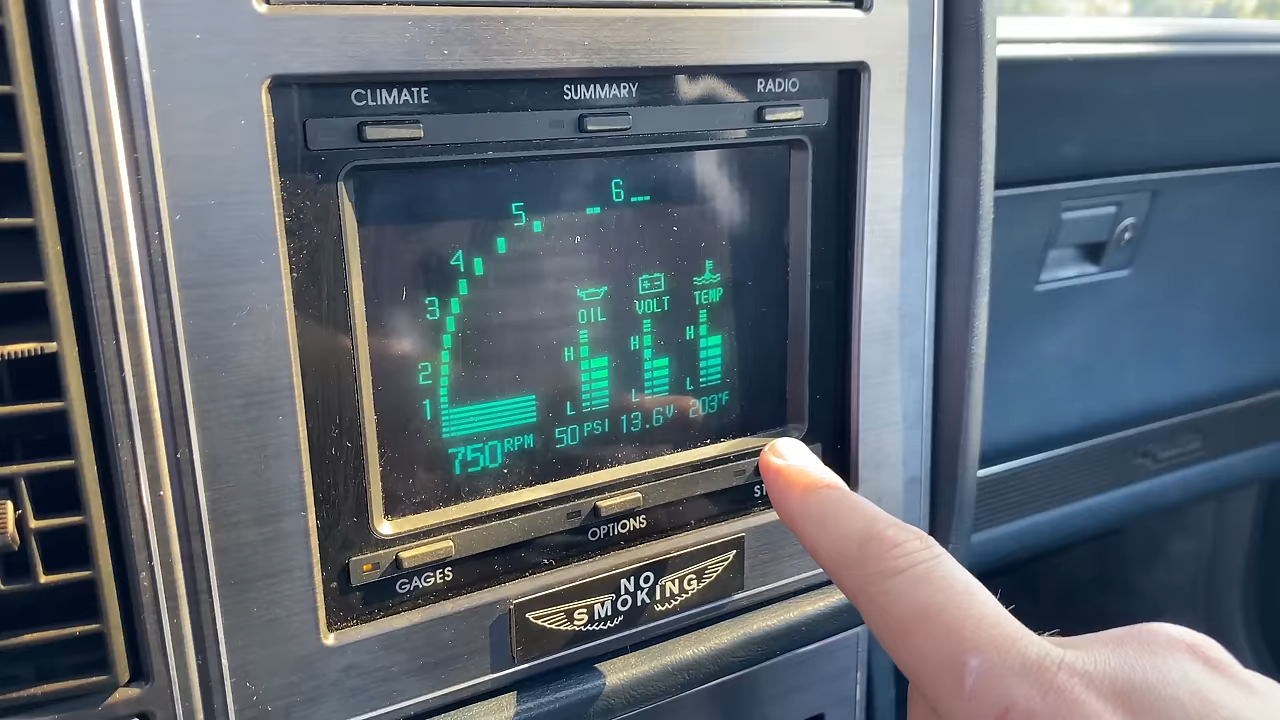 CLIMATE SUMMARY RADIO
6
5
4
3
2
1
OIL VOLT TEMP
H H H
L L L
750 RPM 50 PSI 13.6V 203°F
GAGES OPTIONS
NO
SMOKING